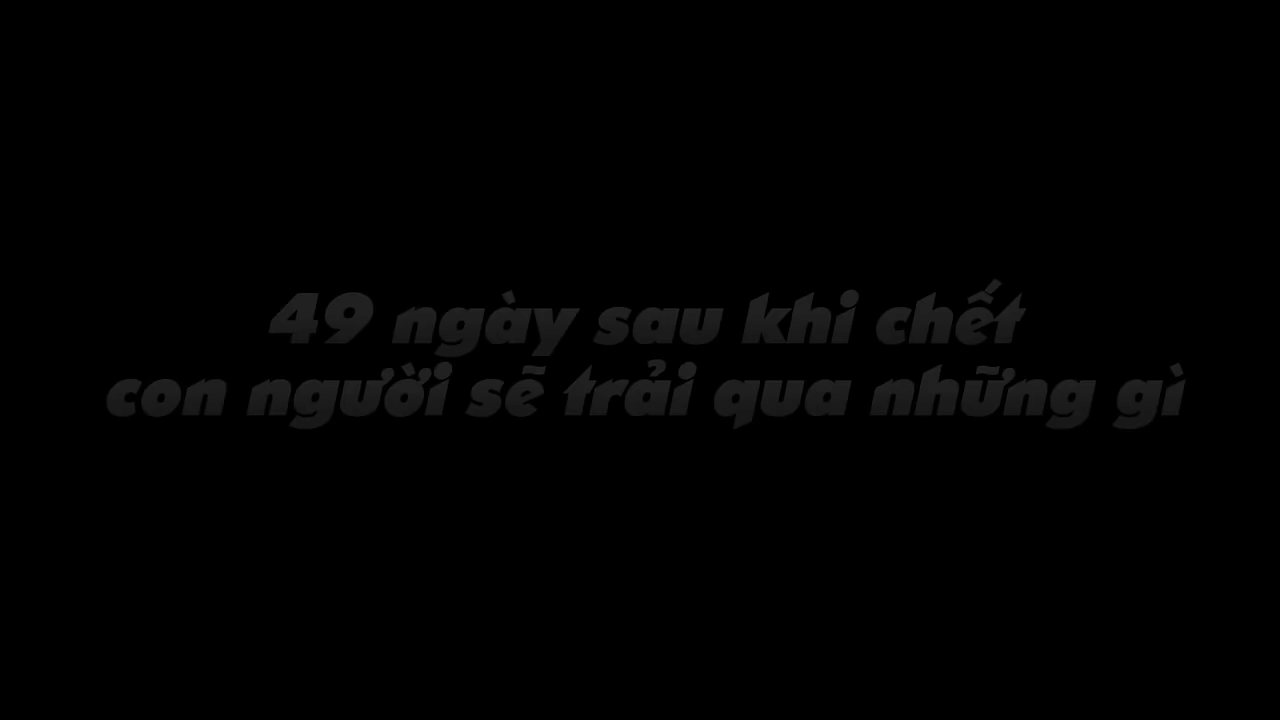 49 ngày sau khi chết
con người sẽ trải qua những gì